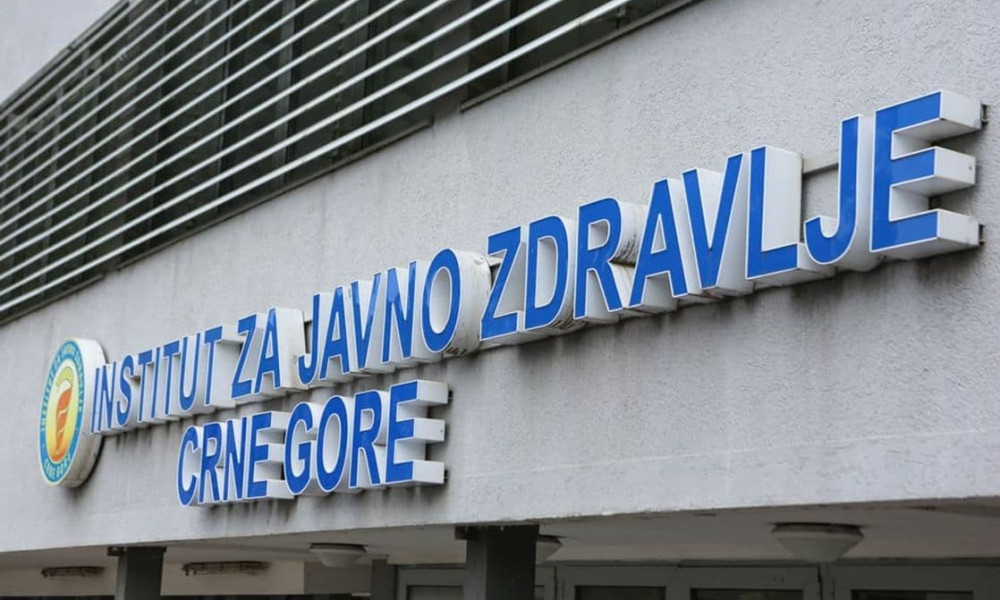 INSTITUT ZA JAVNO ZDRAVLJE
CRNE GORE